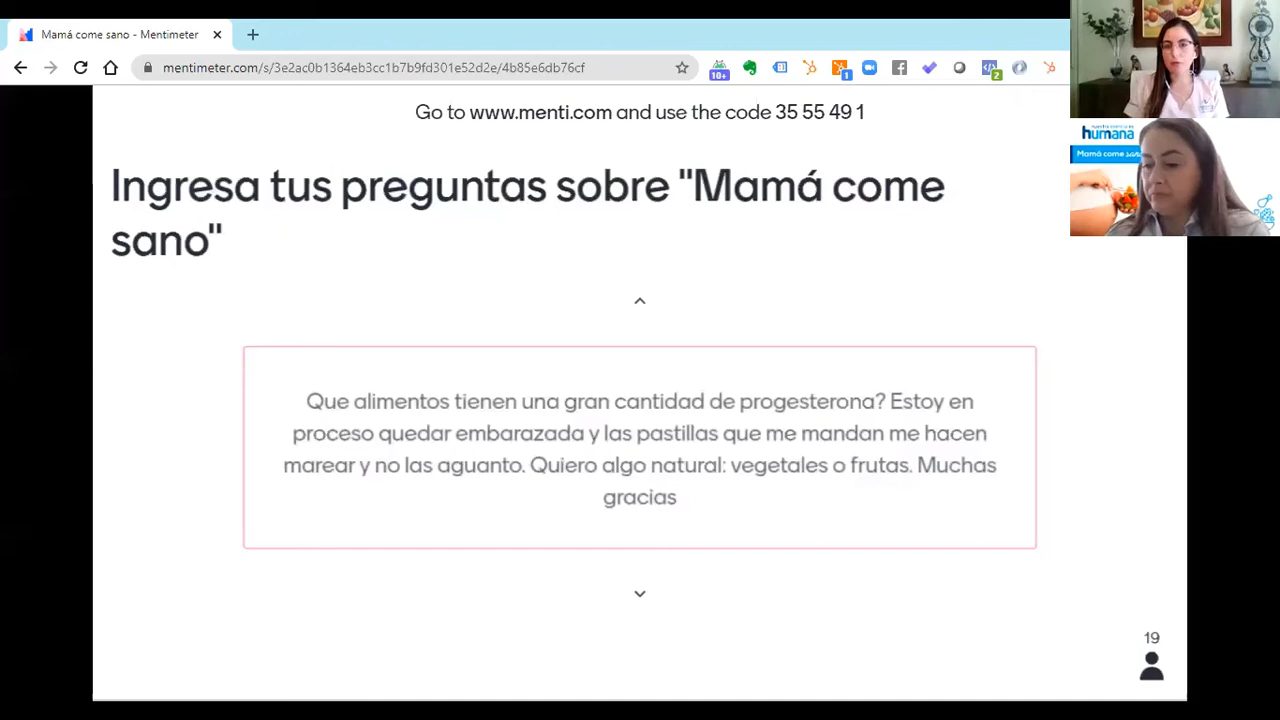 Mamá come sano - Mentimeter
mentimeter.com/s/3e2ac0b1364eb3cc1b7b9fd301e52d2e/4b85e6db76cf
10+
1
2
Go to www.menti.com and use the code 35 55 49 1
humana
Mamá come sano
Ingresa tus preguntas sobre "Mamá come
sano"
Que alimentos tienen una gran cantidad de progesterona? Estoy en
proceso quedar embarazada y las pastillas que me mandan me hacen
marear y no las aguanto. Quiero algo natural: vegetales o frutas. Muchas
gracias
19